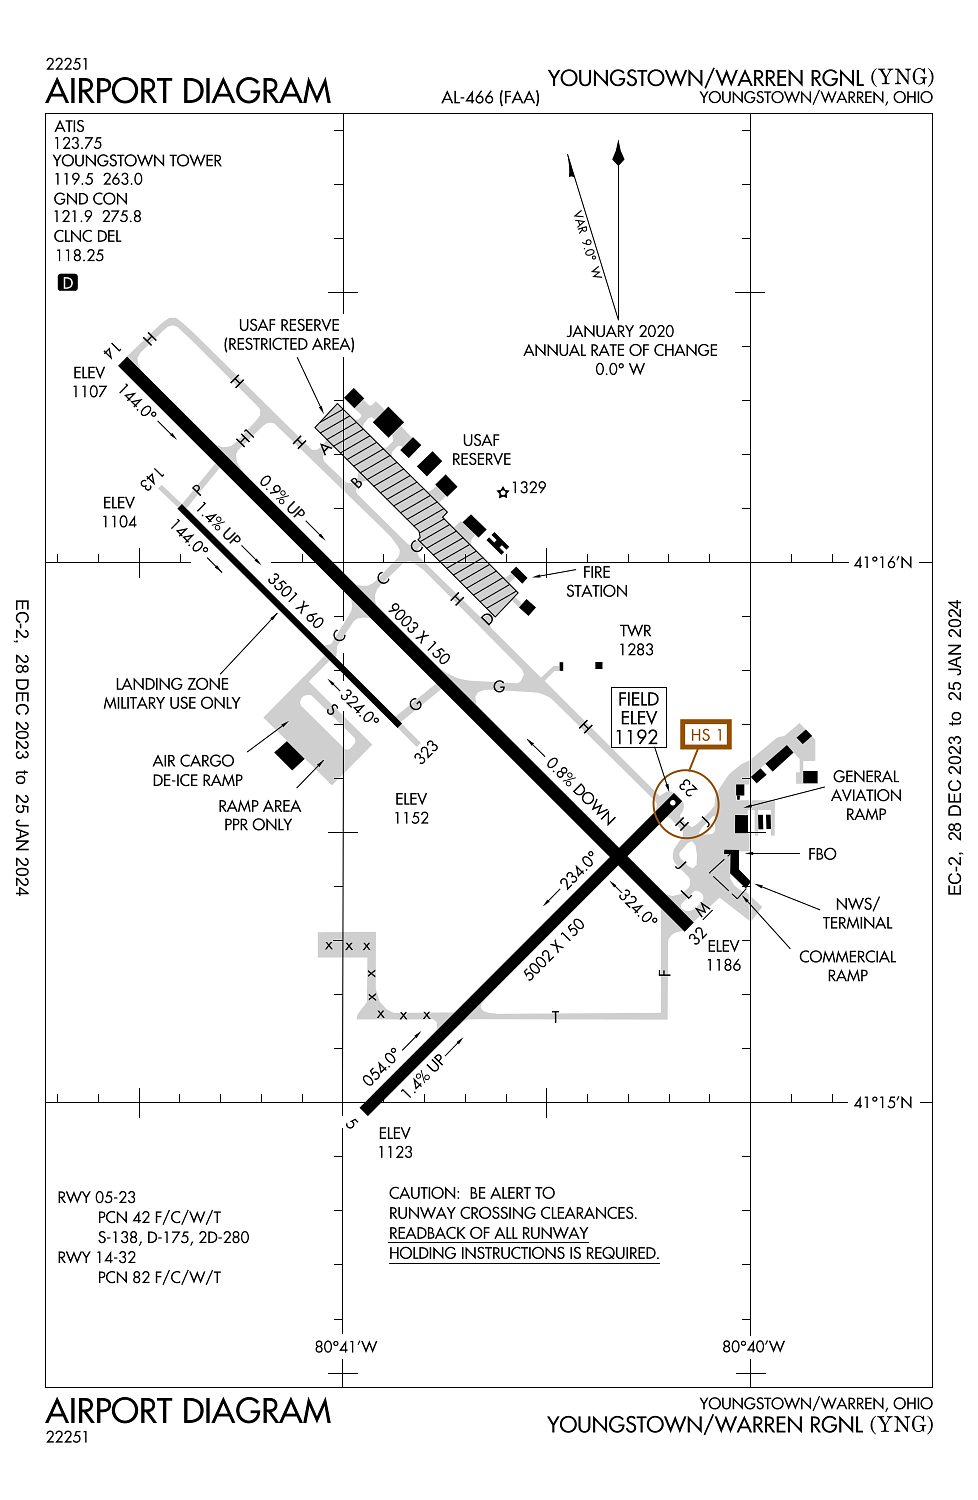 22251
AIRPORT DIAGRAM
AL-466 (FAA)
YOUNGSTOWN/WARREN RGNL (YNG)
YOUNGSTOWN/WARREN, OHIO
ATIS
123.75
YOUNGSTOWN TOWER
119.5 263.0
GND CON
121.9 275.8
CLNC DEL
118.25
D
VAR 9.0° W
JANUARY 2020
ANNUAL RATE OF CHANGE
0.0° W
USAF RESERVE
(RESTRICTED AREA)
14
H
ELEV
1107
144.0°
H
H1
H
A
B
USAF
RESERVE
1329
143
P
ELEV
1104
1.4% UP
144.0°
0.9% UP
C
C
C
H
D
FIRE
STATION
41°16'N
3501 X 60
9003 X 150
TWR
1283
LANDING ZONE
MILITARY USE ONLY
S
324.0°
G
G
H
323
FIELD
ELEV
1192
HS 1
AIR CARGO
DE-ICE RAMP
RAMP AREA
PPR ONLY
ELEV
1152
0.8% DOWN
23
H
J
J
L
M
GENERAL
AVIATION
RAMP
FBO
NWS/
TERMINAL
COMMERCIAL
RAMP
234.0°
324.0°
32
ELEV
1186
5002 X 150
F
T
x x x
x
x
x x x
054.0°
1.4% UP
5
ELEV
1123
41°15'N
RWY 05-23
PCN 42 F/C/W/T
S-138, D-175, 2D-280
RWY 14-32
PCN 82 F/C/W/T
CAUTION: BE ALERT TO
RUNWAY CROSSING CLEARANCES.
READBACK OF ALL RUNWAY
HOLDING INSTRUCTIONS IS REQUIRED.
80°41'W
80°40'W
EC-2, 28 DEC 2023 to 25 JAN 2024
EC-2, 28 DEC 2023 to 25 JAN 2024
AIRPORT DIAGRAM
22251
YOUNGSTOWN/WARREN, OHIO
YOUNGSTOWN/WARREN RGNL (YNG)